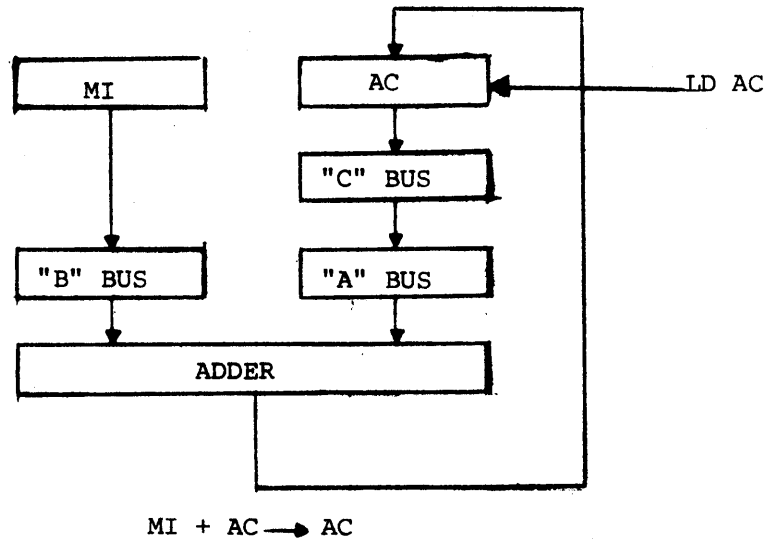 MI
AC
LD AC
"C" BUS
"B" BUS
"A" BUS
ADDER
MI + AC → AC